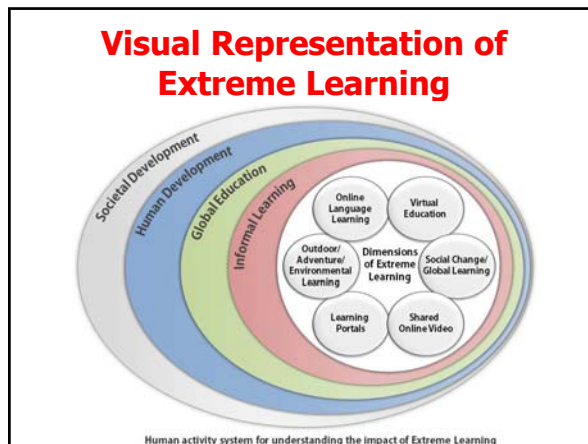 Visual Representation of
Extreme Learning
Societal Development
Human Development
Global Education
Informal Learning
Online
Language
Learning
Virtual
Education
Outdoor/
Adventure/
Environmental
Learning
Dimensions
of Extreme
Learning
Social Change/
Global Learning
Learning
Portals
Shared
Online Video
Human activity system for understanding the impact of Extreme Learning